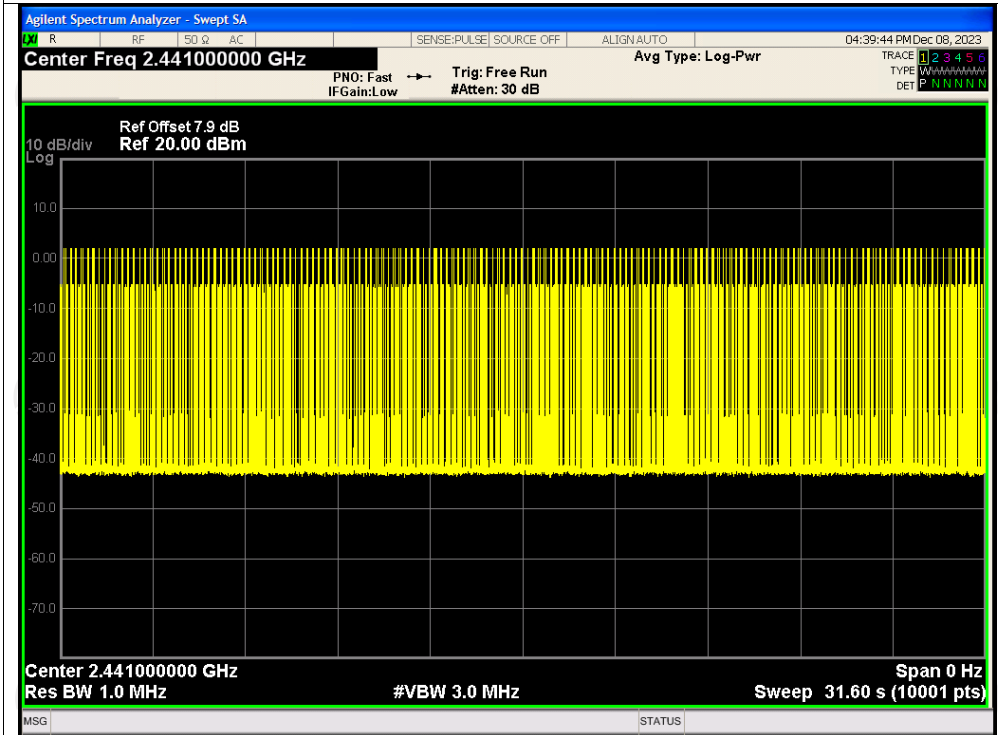 Agilent Spectrum Analyzer - Swept SA
LXI R RF 50 Ω AC SENSE:PULSE SOURCE OFF ALIGN AUTO 04:39:44 PM Dec 08, 2023
Center Freq 2.441000000 GHz Avg Type: Log-Pwr TRACE 1 2 3 4 5 6
PNO: Fast Trig: Free Run TYPE W
IFGain:Low #Atten: 30 dB DET P N N N N N
Ref Offset 7.9 dB
10 dB/div Ref 20.00 dBm
Log
10.0
0.00
-10.0
-20.0
-30.0
-40.0
-50.0
-60.0
-70.0
Center 2.441000000 GHz Span 0 Hz
Res BW 1.0 MHz #VBW 3.0 MHz Sweep 31.60 s (10001 pts)
MSG STATUS